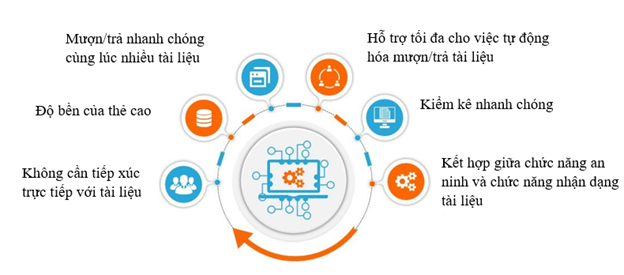 Mượn/trả nhanh chóng
cùng lúc nhiều tài liệu
Hỗ trợ tối đa cho việc tự động
hóa mượn/trả tài liệu
Độ bền của thẻ cao
Kiểm kê nhanh chóng
Không cần tiếp xúc
trực tiếp với tài liệu
Kết hợp giữa chức năng an
ninh và chức năng nhận dạng
tài liệu